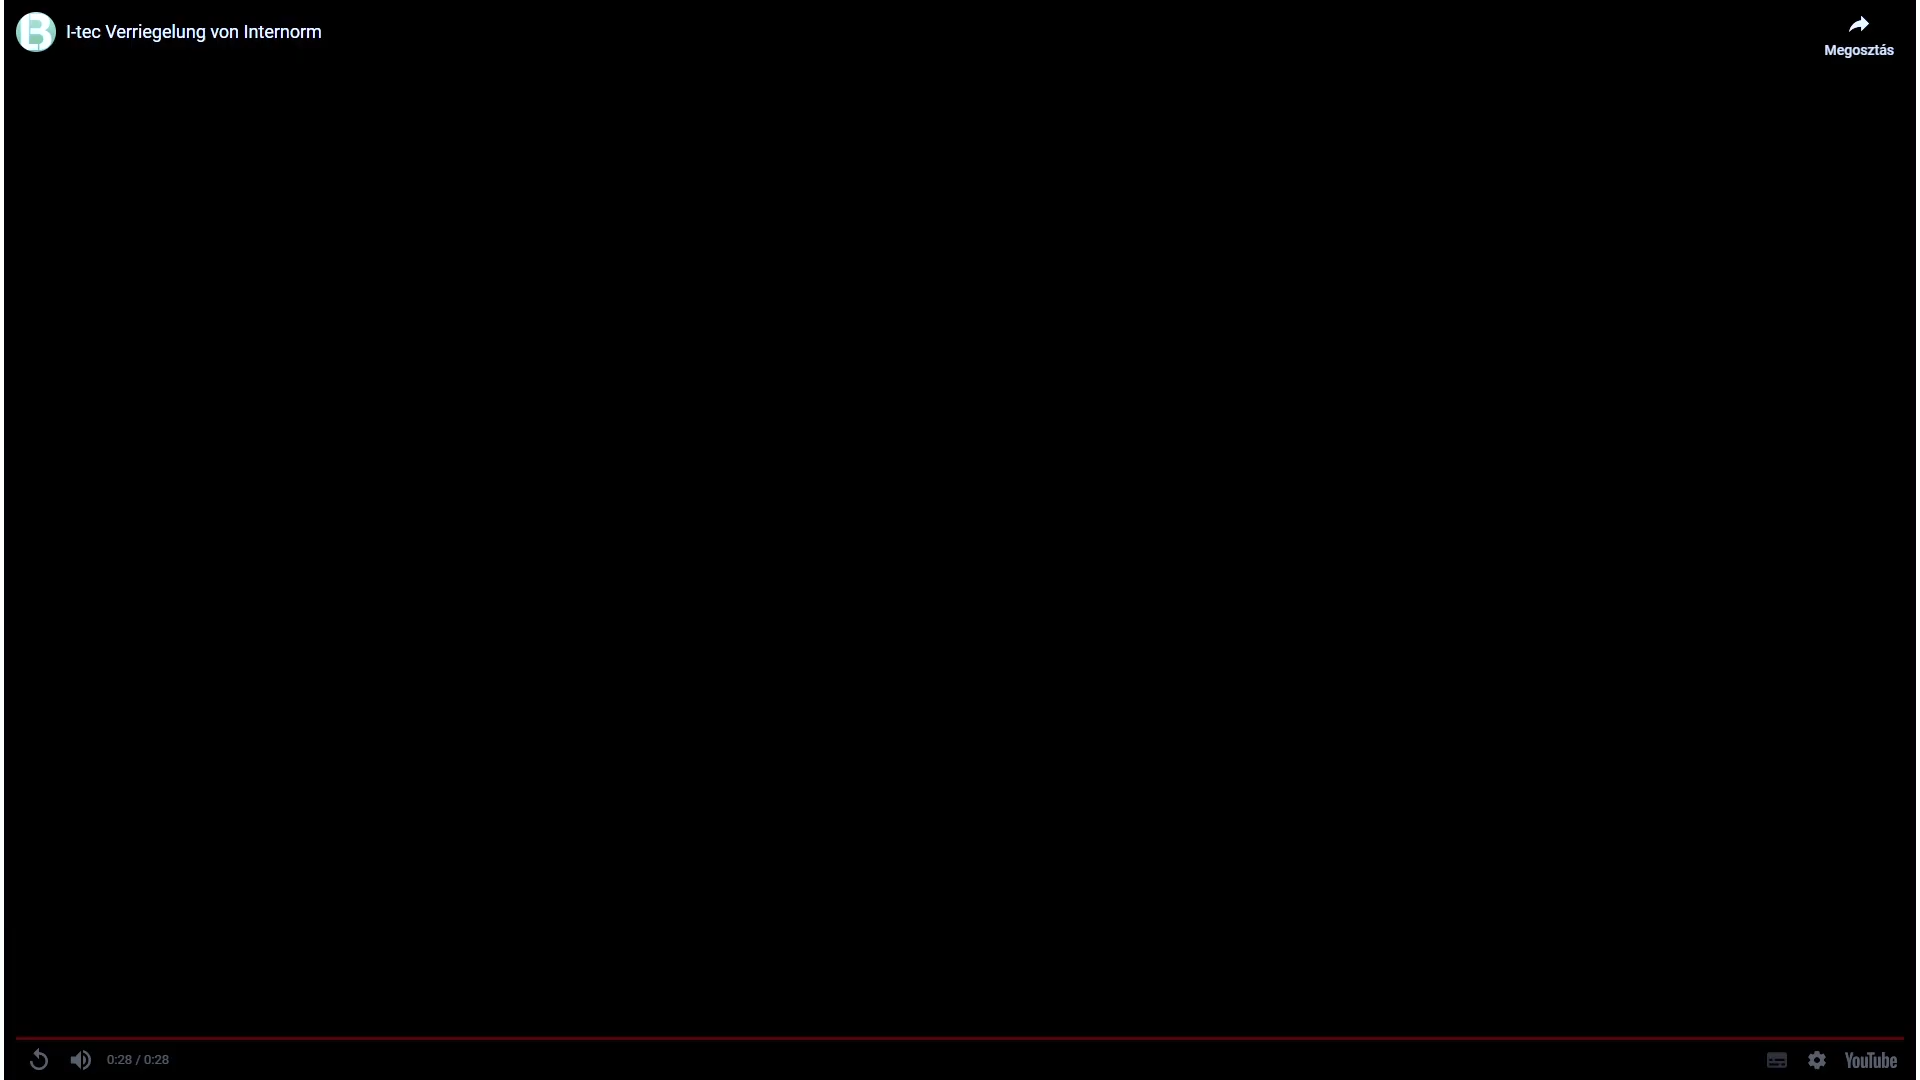 I-tec Verriegelung von Internorm
Megosztás
0:28 / 0:28
YouTube